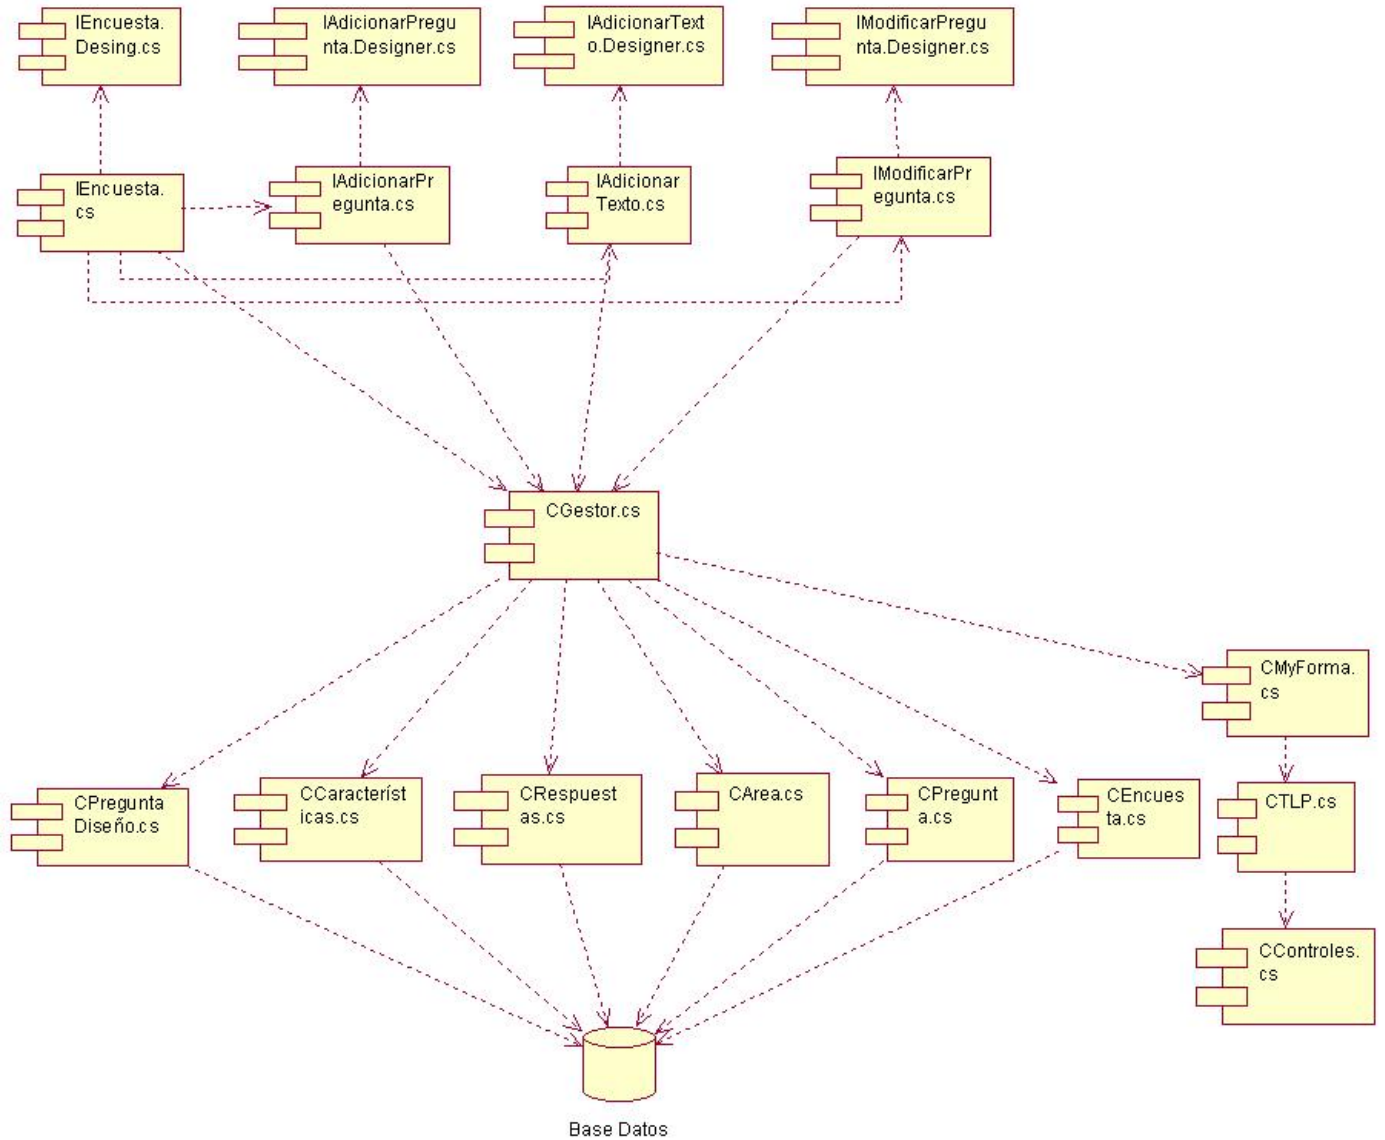 IEncuesta.
Desing.cs
IAdicionarPregu
nta.Designer.cs
IAdicionarText
o.Designer.cs
IModificarPregu
nta.Designer.cs
IEncuesta.
cs
IAdicionarPr
egunta.cs
IAdicionar
Texto.cs
IModificarPr
egunta.cs
CGestor.cs
CMyForma.
cs
CPregunta
Diseño.cs
CCaracteríst
icas.cs
CRespuest
as.cs
CArea.cs
CPregunt
a.cs
CEncues
ta.cs
CTLP.cs
CControles.
cs
Base Datos